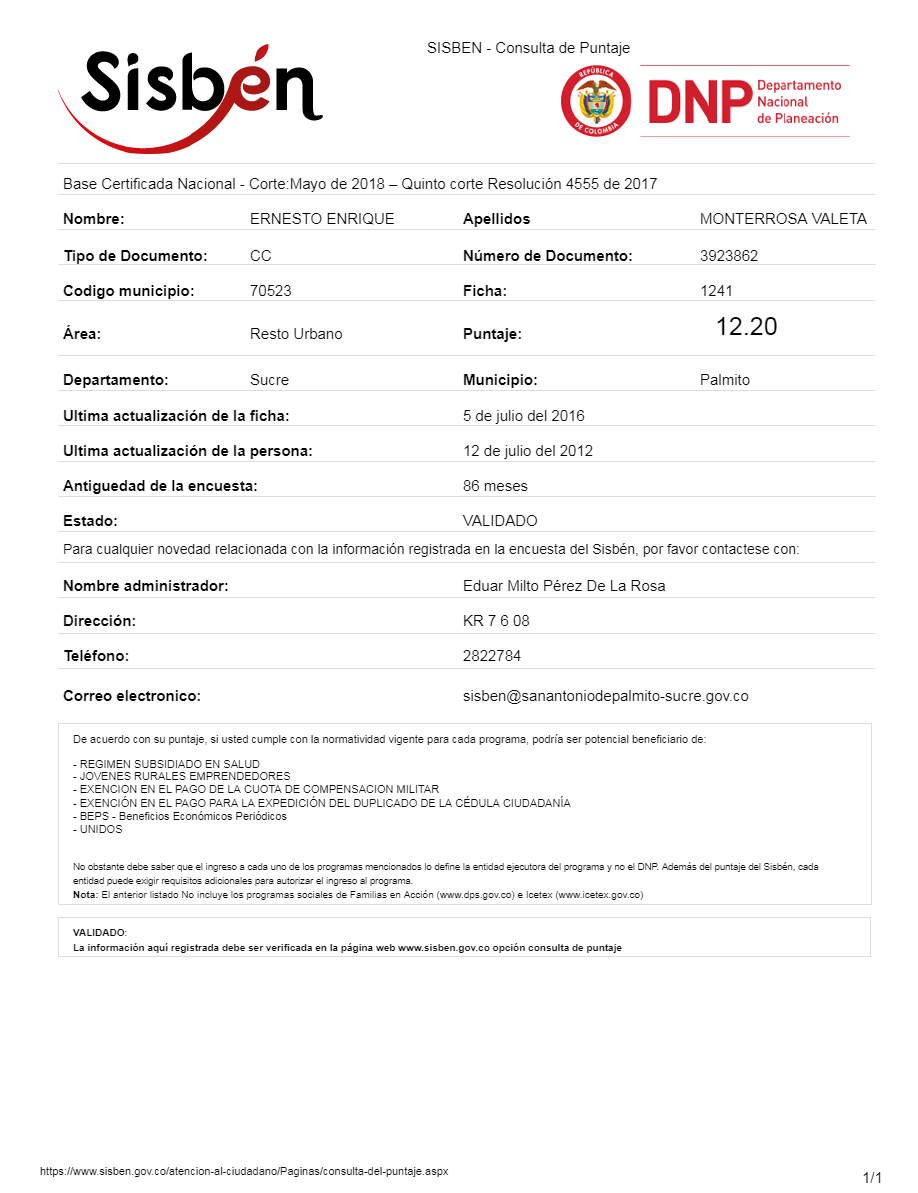 SISBEN - Consulta de Puntaje
Sisbén
REPÚBLICA DE COLOMBIA
DNP Departamento Nacional de Planeación
Base Certificada Nacional - Corte:Mayo de 2018 – Quinto corte Resolución 4555 de 2017
Nombre: ERNESTO ENRIQUE Apellidos MONTERROSA VALETA
Tipo de Documento: CC Número de Documento: 3923862
Codigo municipio: 70523 Ficha: 1241
Área: Resto Urbano Puntaje: 12.20
Departamento: Sucre Municipio: Palmito
Ultima actualización de la ficha: 5 de julio del 2016
Ultima actualización de la persona: 12 de julio del 2012
Antiguedad de la encuesta: 86 meses
Estado: VALIDADO
Para cualquier novedad relacionada con la información registrada en la encuesta del Sisbén, por favor contactese con:
Nombre administrador: Eduar Milto Pérez De La Rosa
Dirección: KR 7 6 08
Teléfono: 2822784
Correo electronico: sisben@sanantoniodepalmito-sucre.gov.co
De acuerdo con su puntaje, si usted cumple con la normatividad vigente para cada programa, podría ser potencial beneficiario de:
- REGIMEN SUBSIDIADO EN SALUD
- JOVENES RURALES EMPRENDEDORES
- EXENCION EN EL PAGO DE LA CUOTA DE COMPENSACION MILITAR
- EXENCIÓN EN EL PAGO PARA LA EXPEDICIÓN DEL DUPLICADO DE LA CÉDULA CIUDADANÍA
- BEPS - Beneficios Económicos Periódicos
- UNIDOS
No obstante debe saber que el ingreso a cada uno de los programas mencionados lo define la entidad ejecutora del programa y no el DNP. Además del puntaje del Sisbén, cada
entidad puede exigir requisitos adicionales para autorizar el ingreso al programa.
Nota: El anterior listado No incluye los programas sociales de Familias en Acción (www.dps.gov.co) e Icetex (www.icetex.gov.co)
VALIDADO:
La información aquí registrada debe ser verificada en la página web www.sisben.gov.co opción consulta de puntaje
https://www.sisben.gov.co/atencion-al-ciudadano/Paginas/consulta-del-puntaje.aspx
1/1